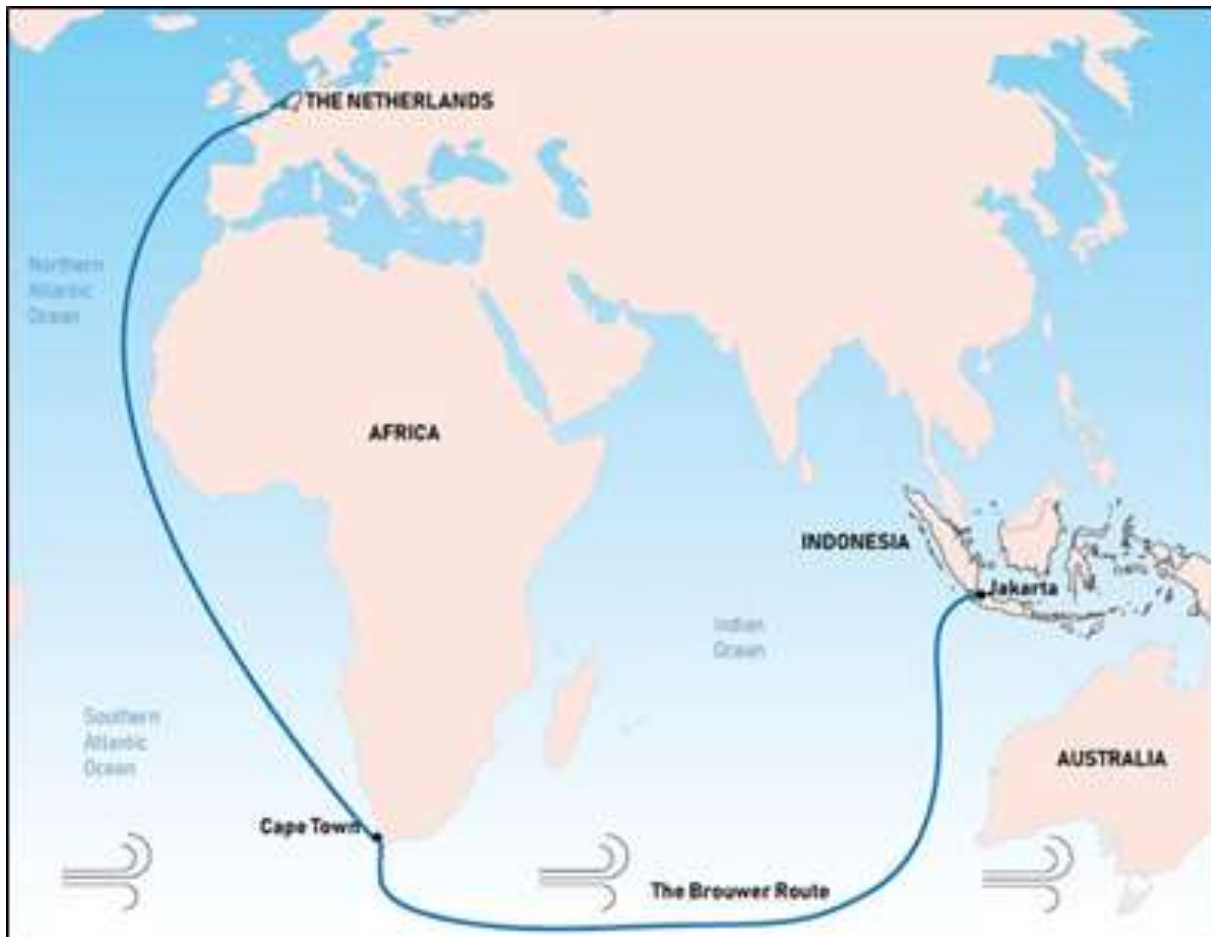 THE NETHERLANDS
Northern
Atlantic
Ocean
AFRICA
INDONESIA
Jakarta
Indian
Ocean
Southern
Atlantic
Ocean
AUSTRALIA
Cape Town
The Brouwer Route